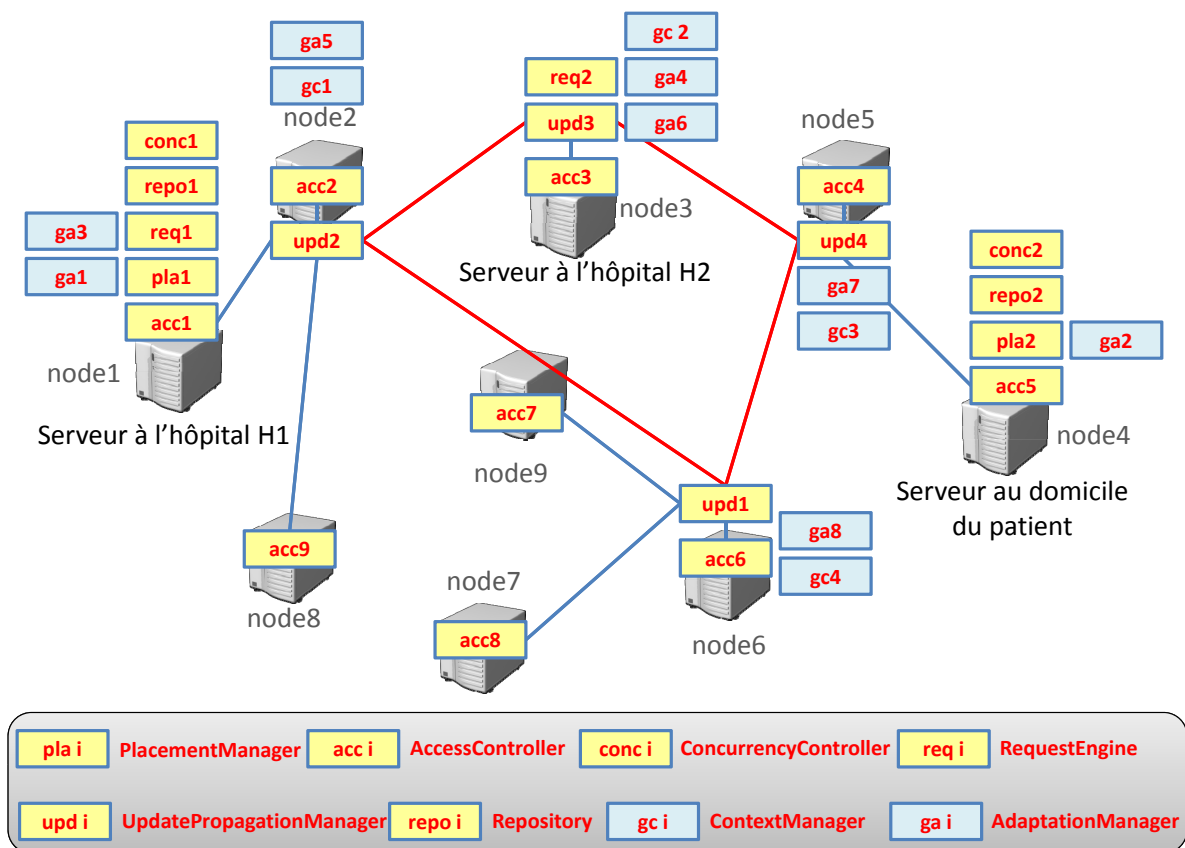 ga5
gc1
node2
gc 2
req2
ga4
upd3
ga6
node5
conc1
repo1
acc2
acc3
acc4
node3
ga3
req1
upd2
upd4
conc2
Serveur à l'hôpital H2
ga1
pla1
ga7
repo2
acc1
gc3
pla2
ga2
node1
acc5
acc7
Serveur à l'hôpital H1
node4
node9
Serveur au domicile
du patient
upd1
ga8
acc9
acc6
gc4
node7
node8
acc8
node6
pla i PlacementManager acc i AccessController conc i ConcurrencyController req i RequestEngine
upd i UpdatePropagationManager repo i Repository gc i ContextManager ga i AdaptationManager